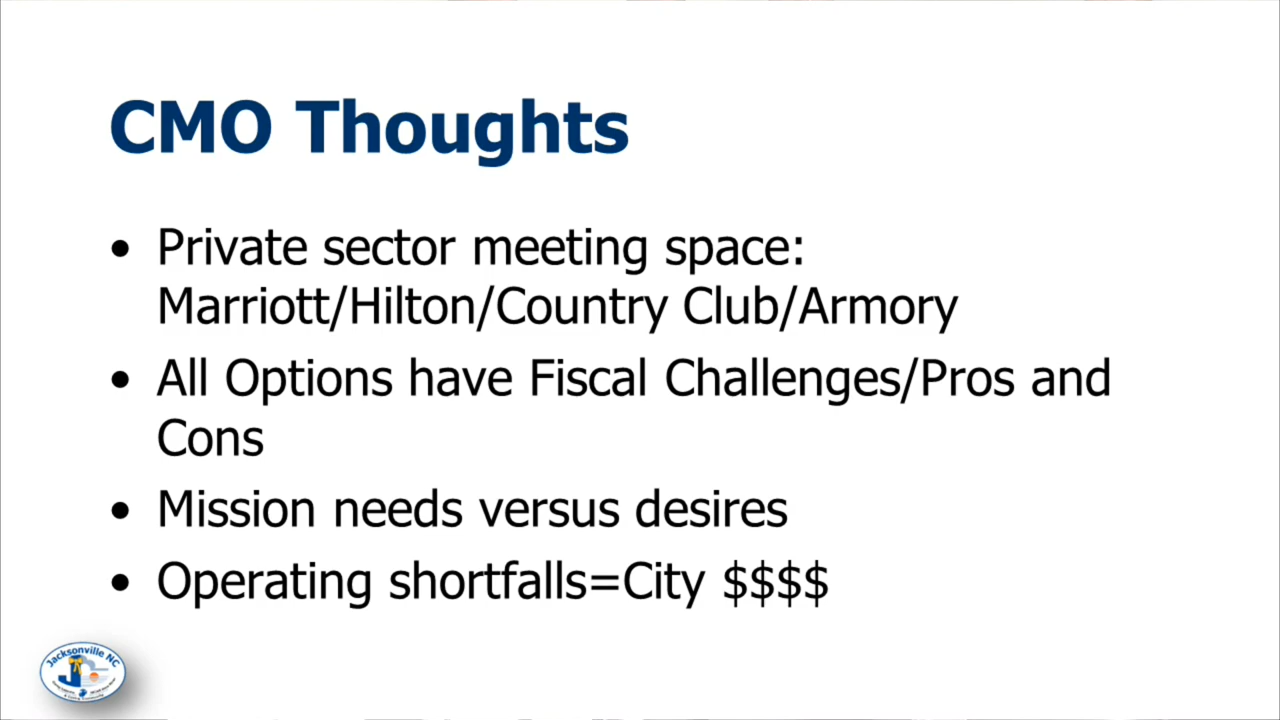 CMO Thoughts
• Private sector meeting space:
Marriott/Hilton/Country Club/Armory
• All Options have Fiscal Challenges/Pros and
Cons
• Mission needs versus desires
• Operating shortfalls=City $$$$
Jacksonville NC